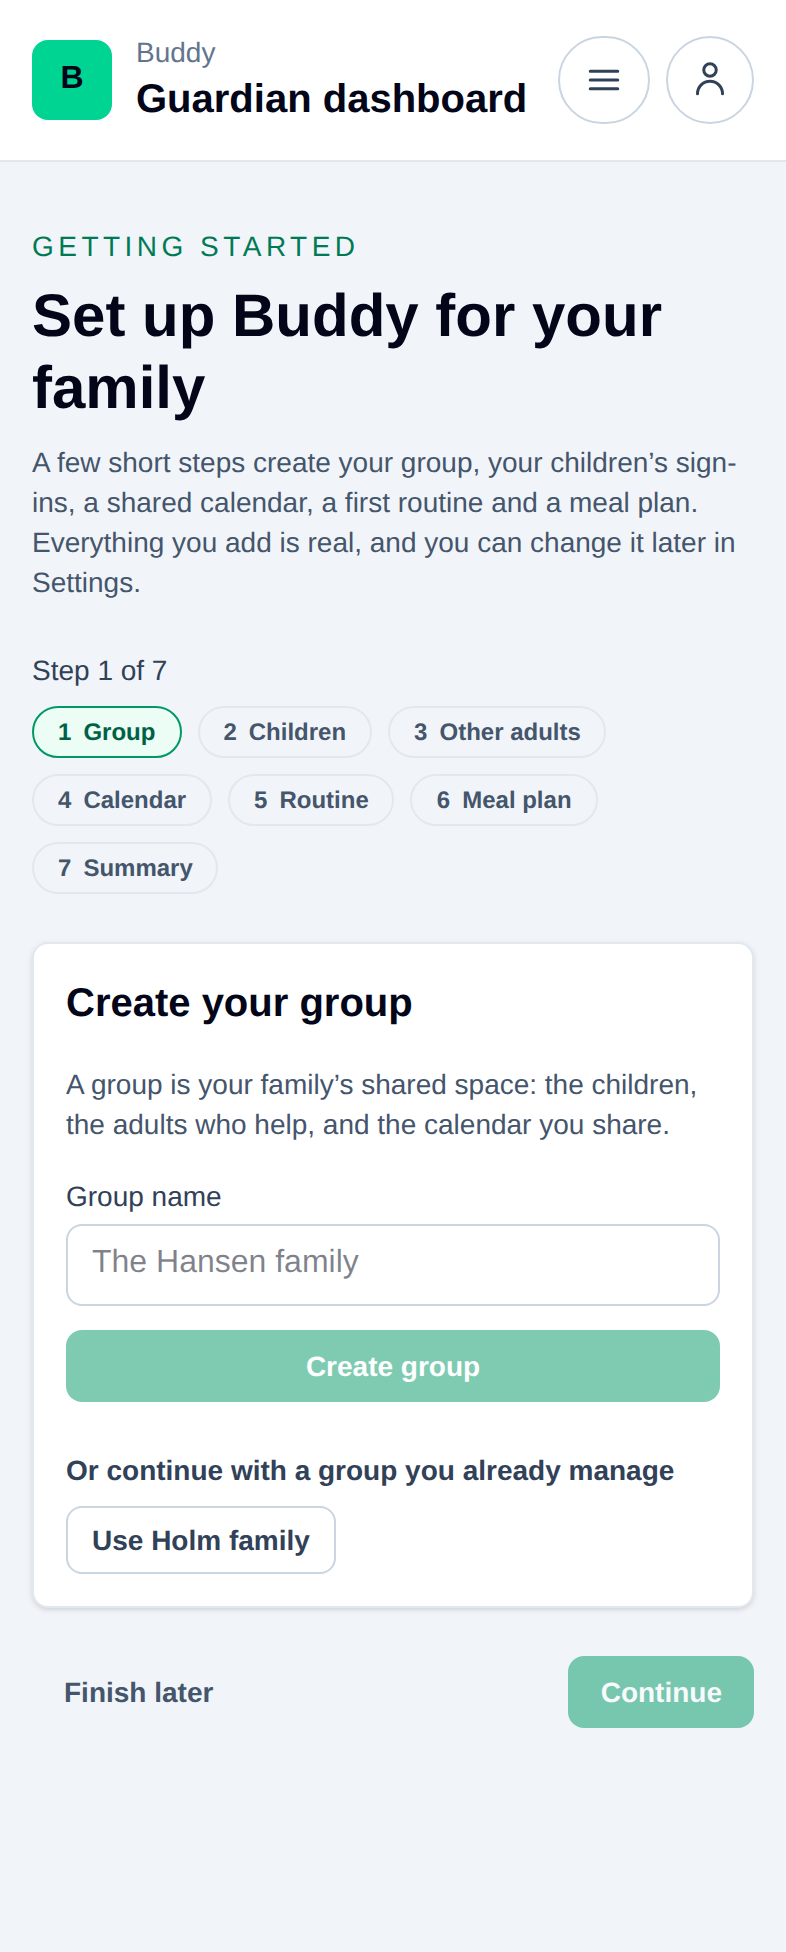 B
Buddy
Guardian dashboard
GETTING STARTED
Set up Buddy for your
family
A few short steps create your group, your children’s sign-
ins, a shared calendar, a first routine and a meal plan.
Everything you add is real, and you can change it later in
Settings.
Step 1 of 7
1 Group
2 Children
3 Other adults
4 Calendar
5 Routine
6 Meal plan
7 Summary
Create your group
A group is your family’s shared space: the children,
the adults who help, and the calendar you share.
Group name
The Hansen family
Create group
Or continue with a group you already manage
Use Holm family
Finish later
Continue